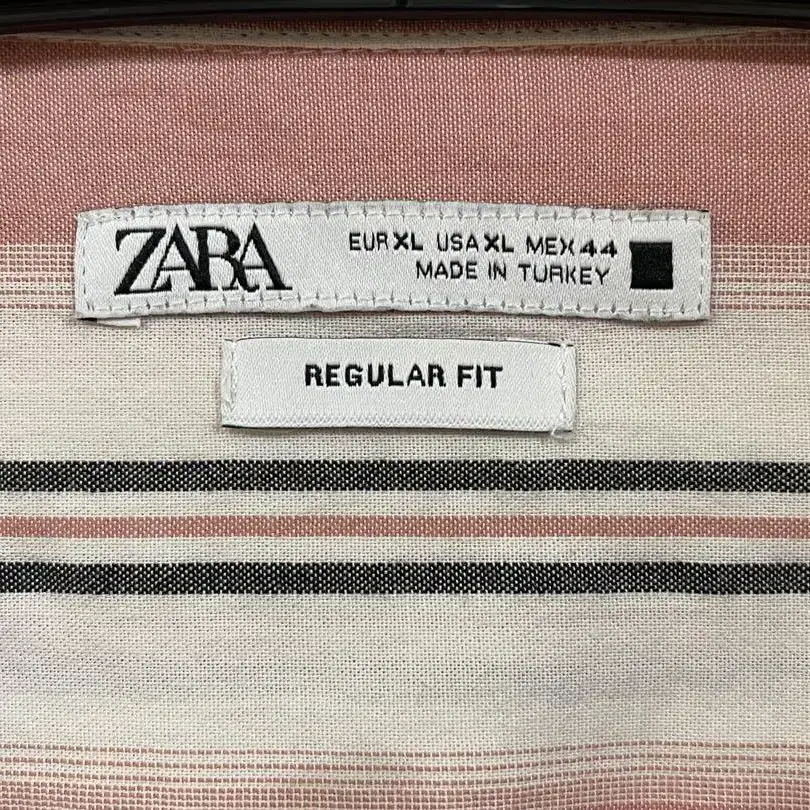 ZARA
EUR XL USA XL MEX 44
MADE IN TURKEY
REGULAR FIT